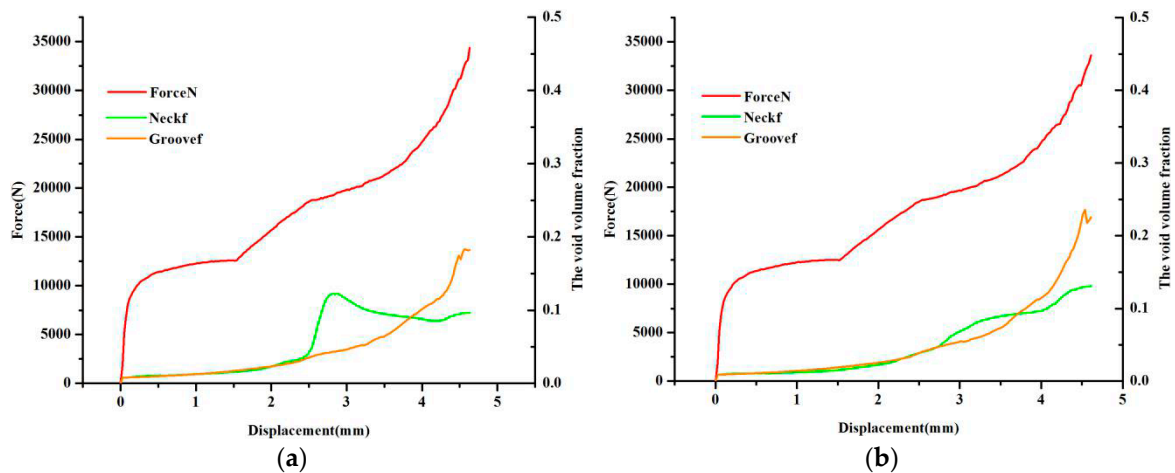 35000
30000
25000
20000
15000
10000
5000
0
Force(N)
ForceN
Neckf
Groovef
0.5
0.4
0.3
0.2
0.1
0.0
The void volume fraction
0 1 2 3 4 5
Displacement(mm)
(a)
35000
30000
25000
20000
15000
10000
5000
0
Force(N)
ForceN
Neckf
Groovef
0.5
0.4
0.3
0.2
0.1
0.0
The void volume fraction
0 1 2 3 4 5
Displacement(mm)
(b)